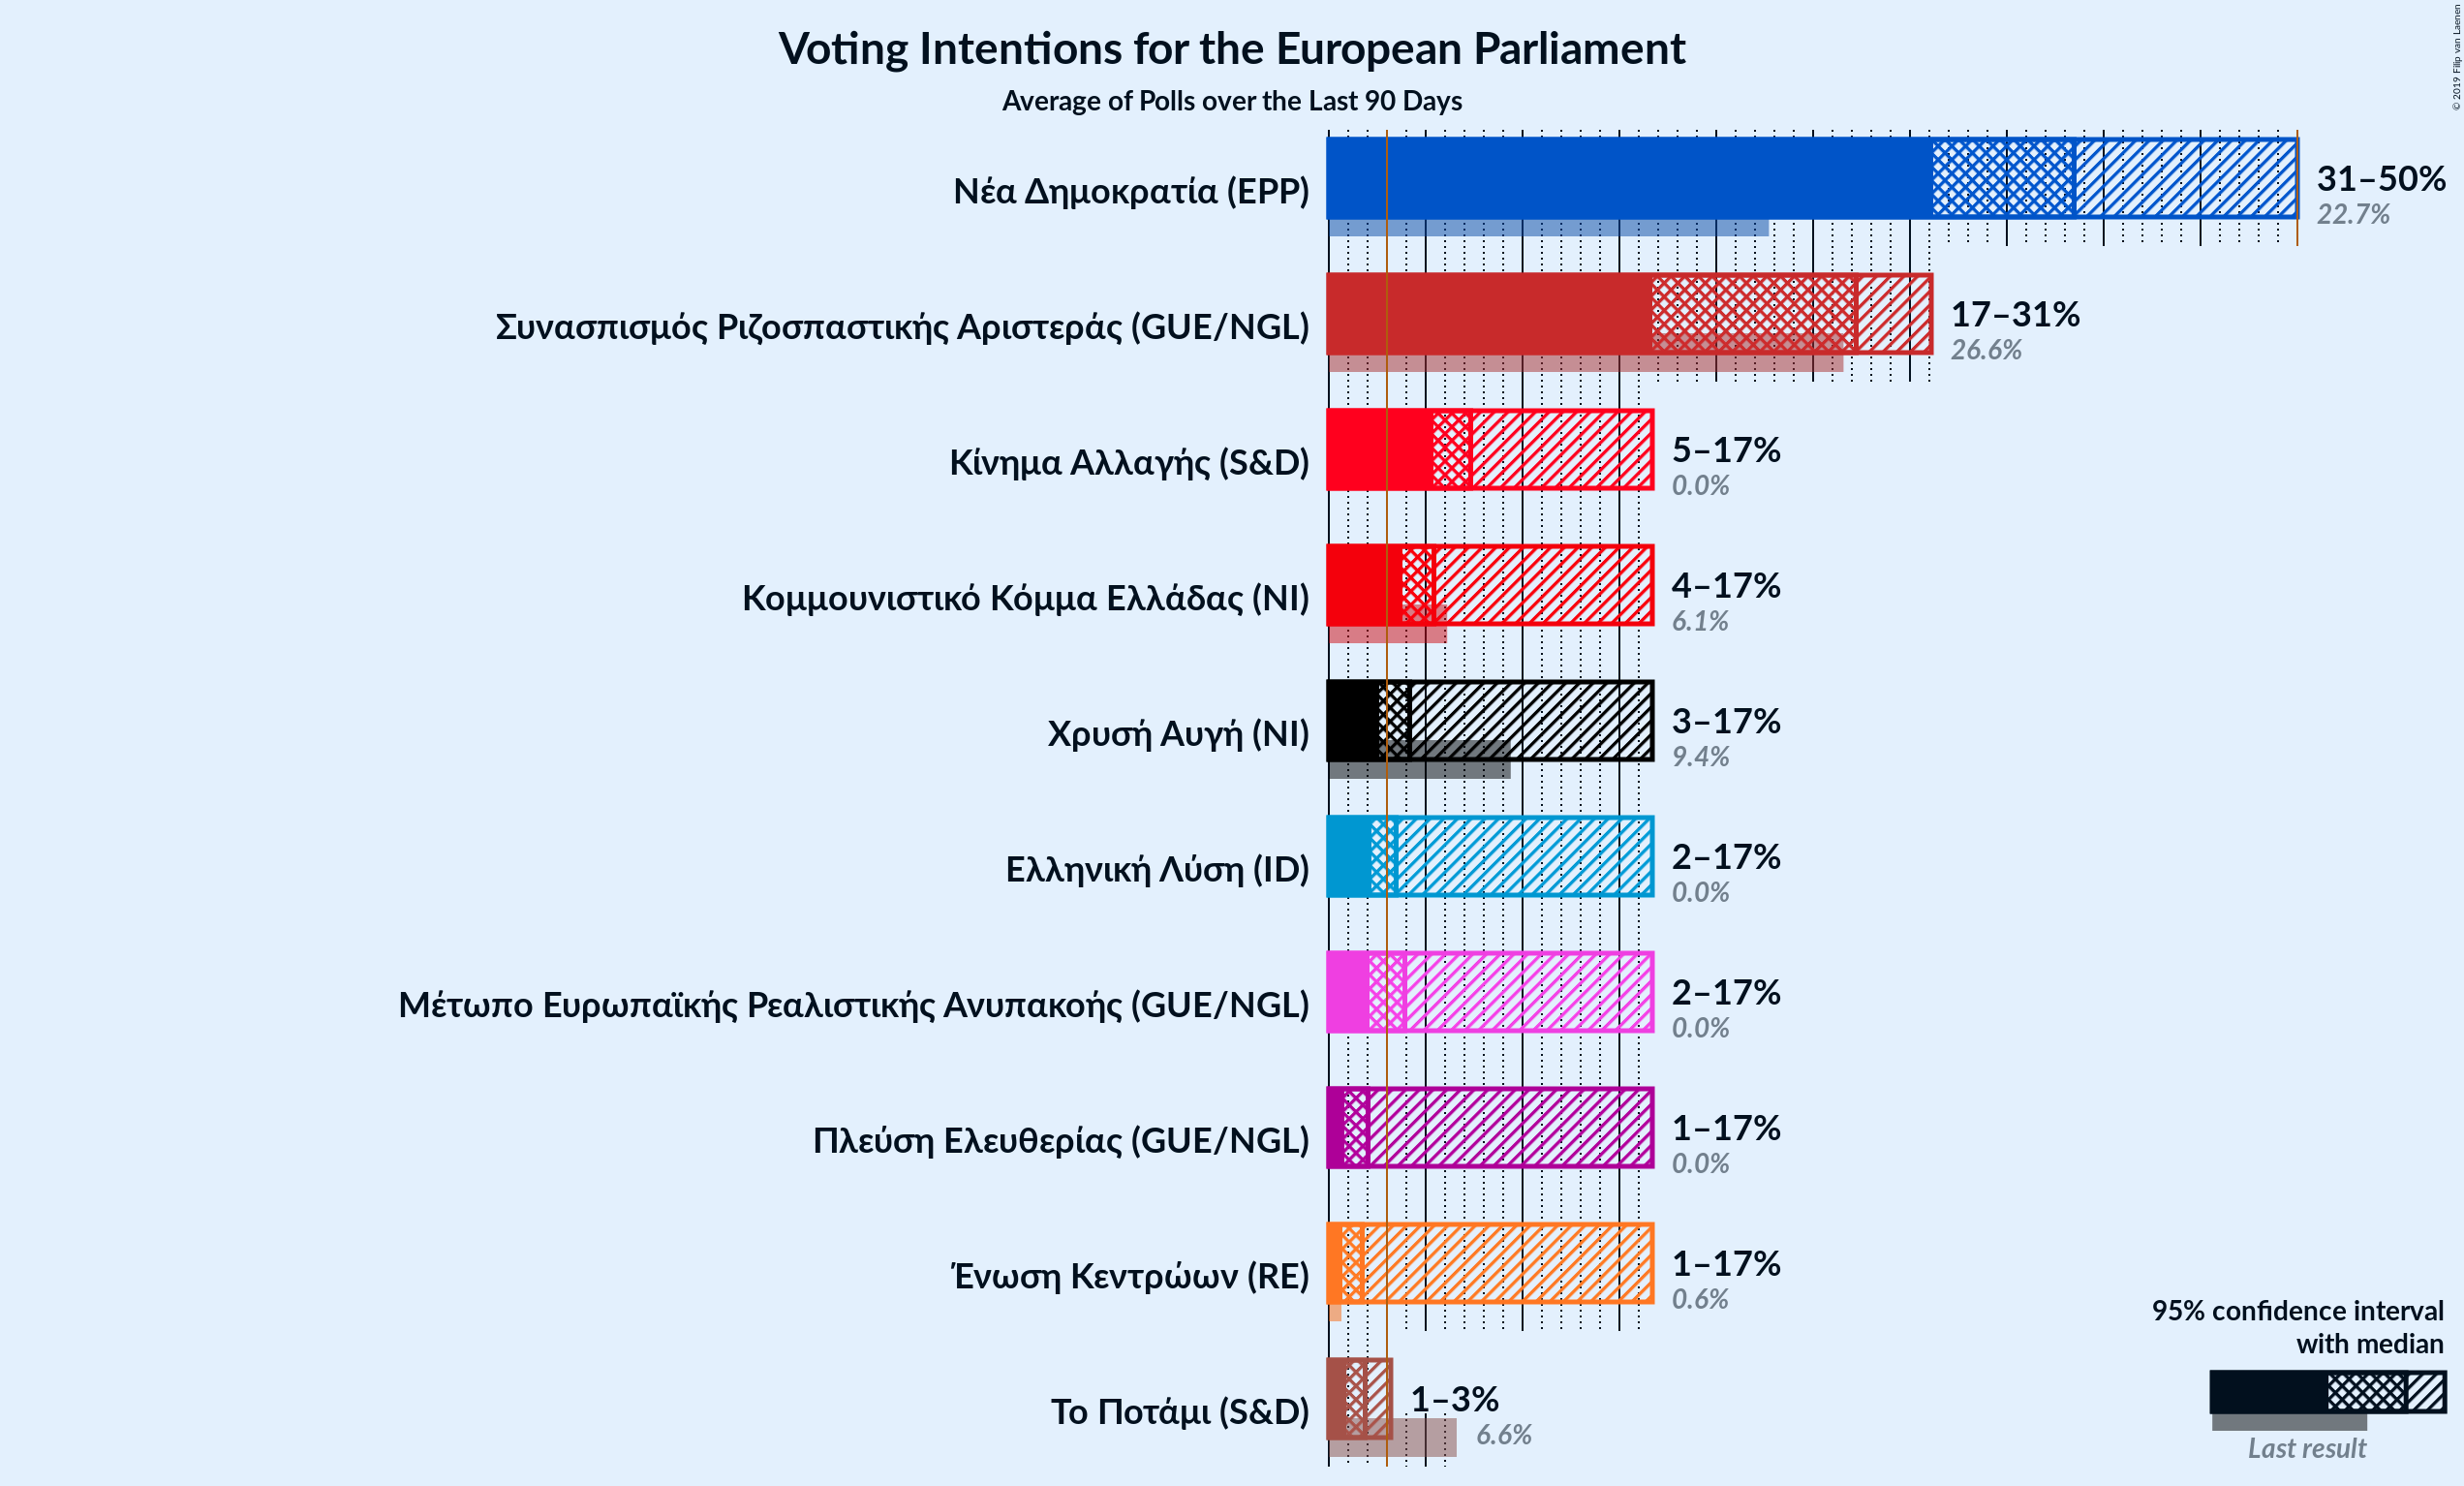 © 2019 Filip van Laenen
Voting Intentions for the European Parliament
Average of Polls over the Last 90 Days
Νέα Δημοκρατία (EPP)
31–50%
22.7%
Συνασπισμός Ριζοσπαστικής Αριστεράς (GUE/NGL)
17–31%
26.6%
Κίνημα Αλλαγής (S&D)
5–17%
0.0%
Κομμουνιστικό Κόμμα Ελλάδας (NI)
4–17%
6.1%
Χρυσή Αυγή (NI)
3–17%
9.4%
Ελληνική Λύση (ID)
2–17%
0.0%
Μέτωπο Ευρωπαϊκής Ρεαλιστικής Ανυπακοής (GUE/NGL)
2–17%
0.0%
Πλεύση Ελευθερίας (GUE/NGL)
1–17%
0.0%
Ένωση Κεντρώων (RE)
1–17%
0.6%
Το Ποτάμι (S&D)
1–3%
6.6%
95% confidence interval
with median
Last result